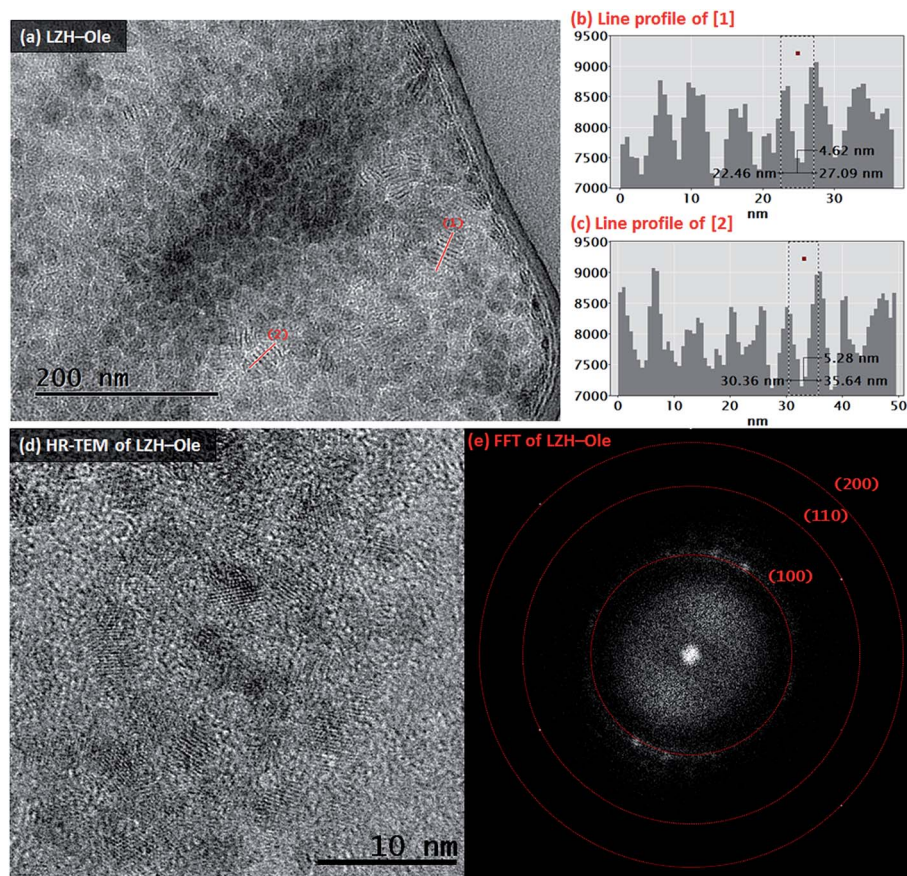 (a) LZH–Ole
(1)
(2)
200 nm
(b) Line profile of [1]
9500
9000
8500
8000
7500
7000
4.62 nm
22.46 nm
27.09 nm
0
10
20
30
nm
(c) Line profile of [2]
9500
9000
8500
8000
7500
7000
5.28 nm
30.36 nm
35.64 nm
0
10
20
30
40
50
nm
(d) HR-TEM of LZH–Ole
10 nm
(e) FFT of LZH–Ole
(200)
(110)
(100)